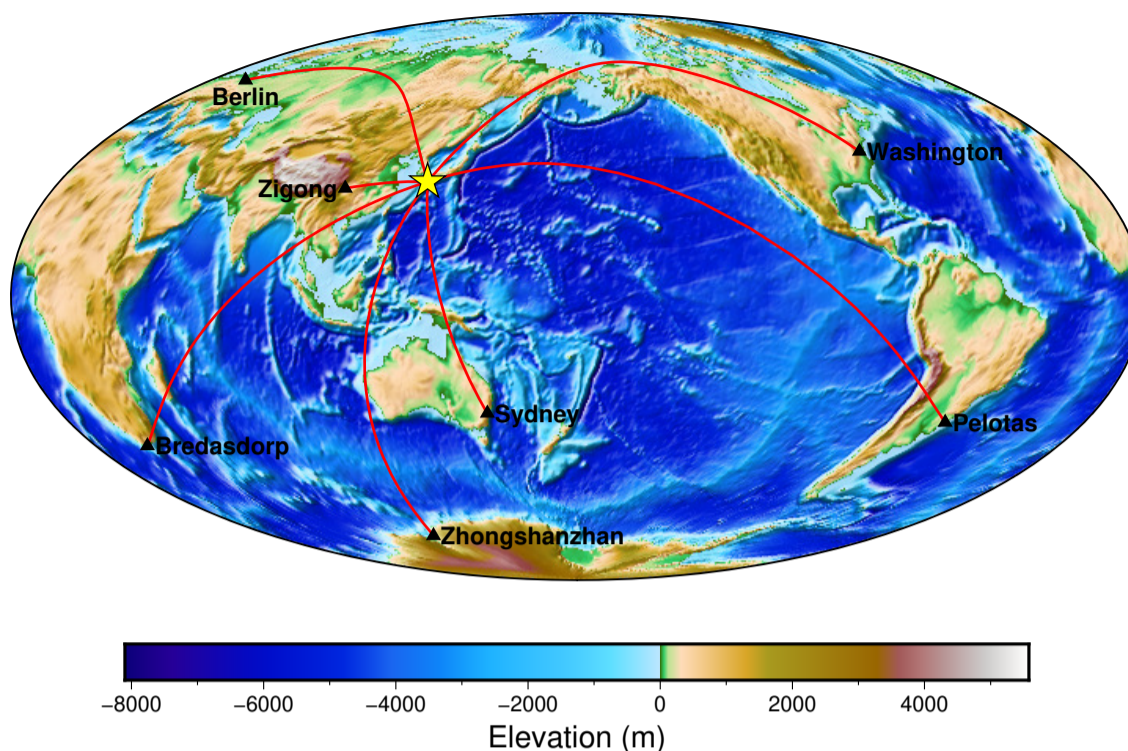 Berlin
Washington
Zigong
Sydney
Pelotas
Bredasdorp
Zhongshanzhan
−8000 −6000 −4000 −2000 0 2000 4000
Elevation (m)